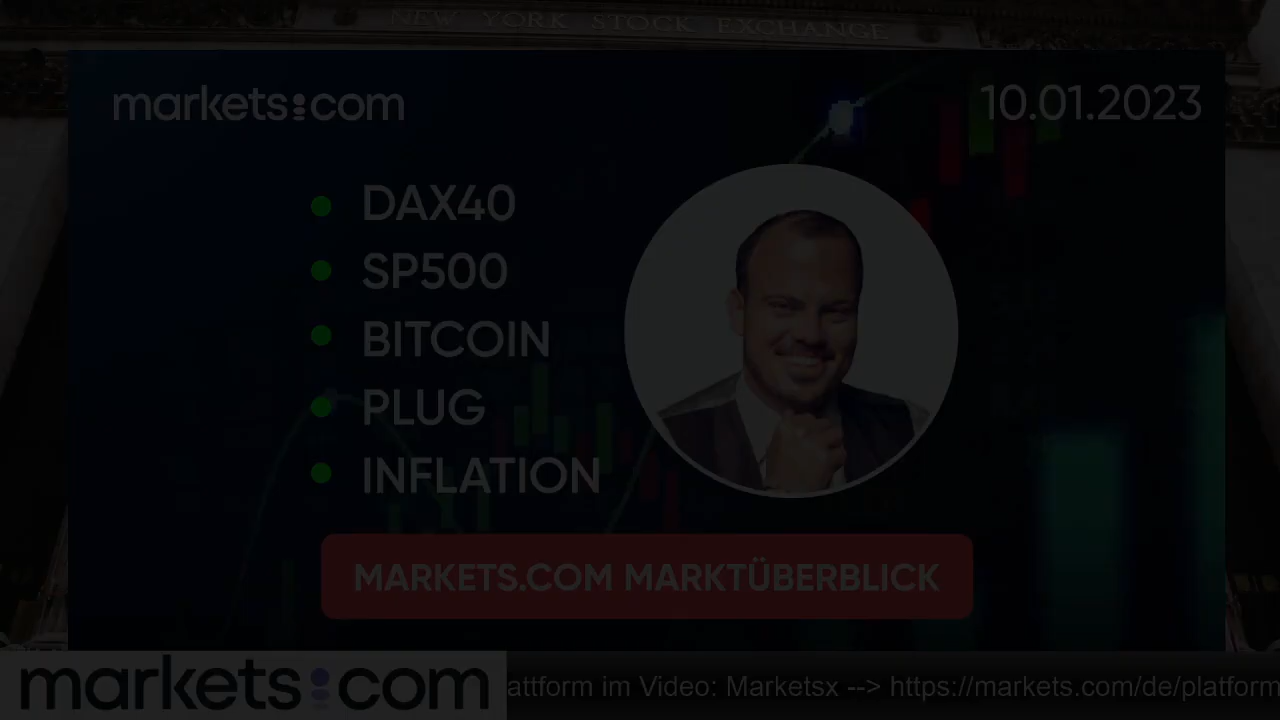 NEW YORK STOCK EXCHANGE
markets:com
10.01.2023
DAX40
SP500
BITCOIN
PLUG
INFLATION
MARKETS.COM MARKTÜBERBLICK
markets:com
attform im Video: Marketsx --> https://markets.com/de/platform